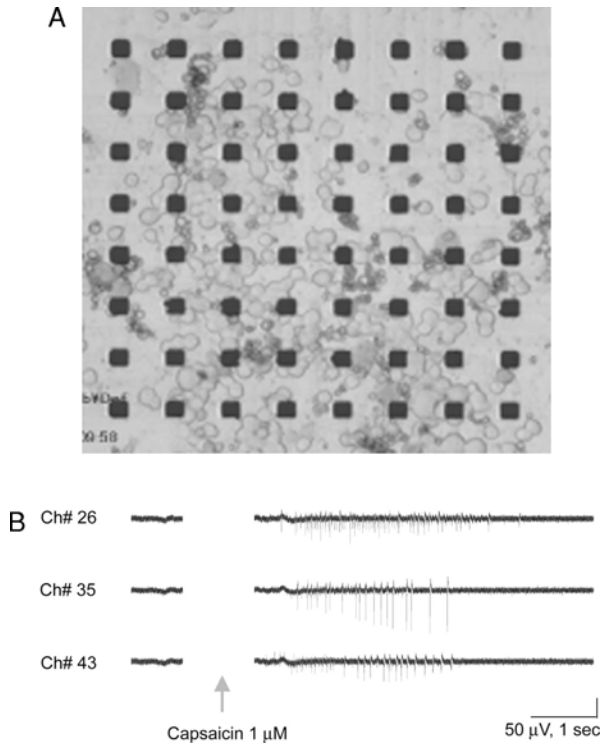 A
09:58
B
Ch# 26
Ch# 35
Ch# 43
Capsaicin 1 μM
50 μV, 1 sec